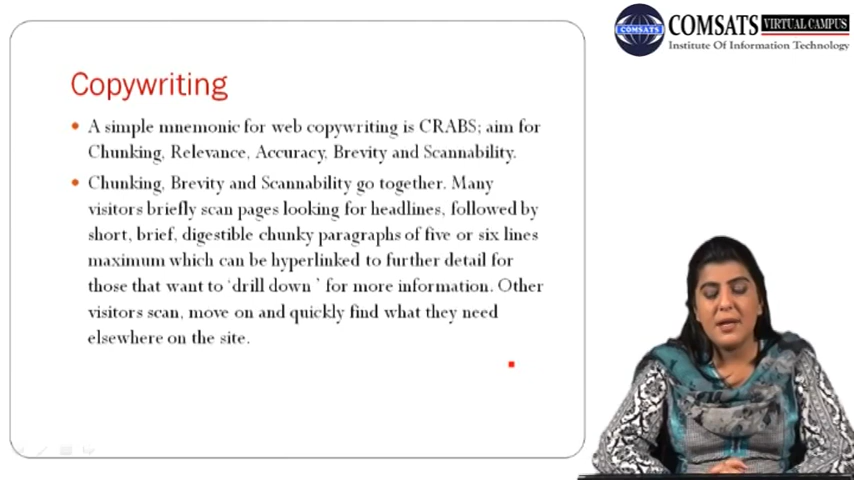 COMSATS VIRTUAL CAMPUS
COMSATS
Institute Of Information Technology
Copywriting
• A simple mnemonic for web copywriting is CRABS; aim for
Chunking, Relevance, Accuracy, Brevity and Scannability.
• Chunking, Brevity and Scannability go together. Many
visitors briefly scan pages looking for headlines, followed by
short, brief, digestible chunky paragraphs of five or six lines
maximum which can be hyperlinked to further detail for
those that want to ‘drill down ’ for more information. Other
visitors scan, move on and quickly find what they need
elsewhere on the site.